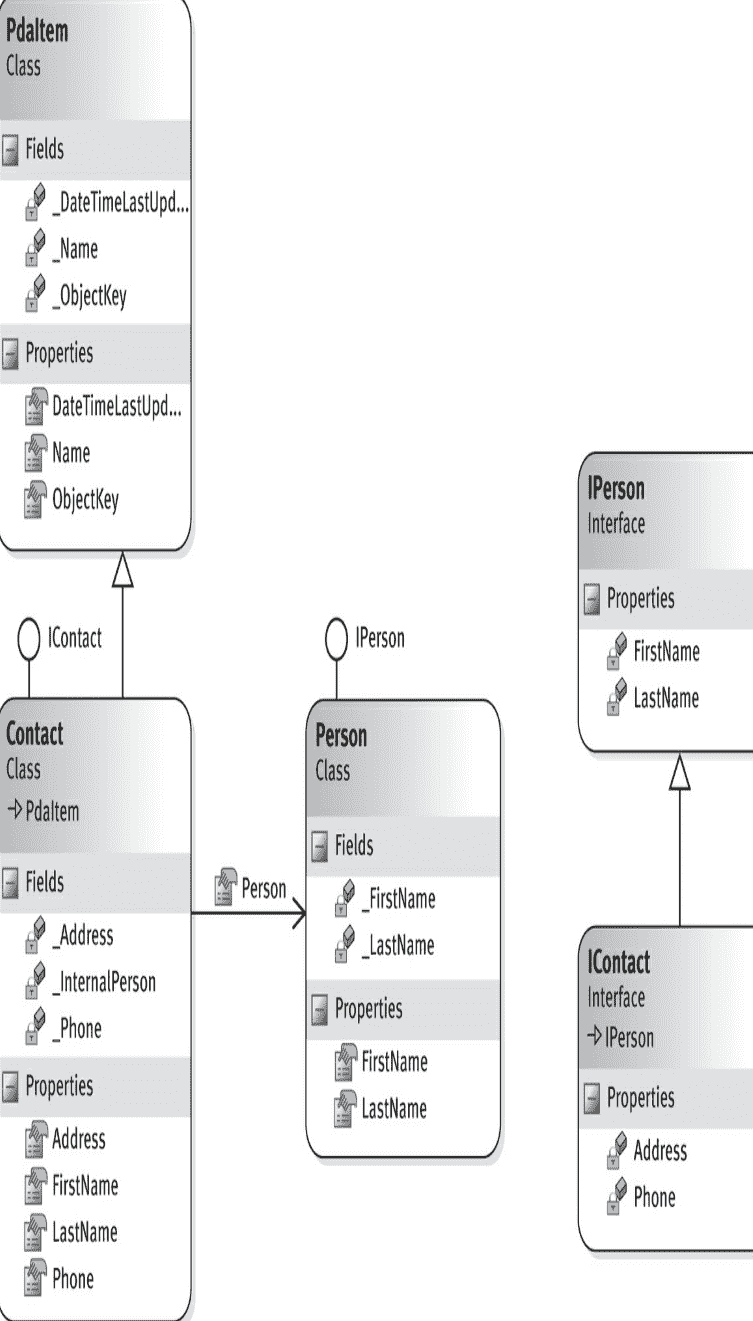 PdaItem
Class
Fields
_DateTimeLastUpd...
_Name
_ObjectKey
Properties
DateTimeLastUpd...
Name
ObjectKey
IContact
Contact
Class
PdaItem
Fields
_Address
_InternalPerson
_Phone
Properties
Address
FirstName
LastName
Phone
Person
IPerson
Person
Class
Fields
_FirstName
_LastName
Properties
FirstName
LastName
IPerson
Interface
Properties
FirstName
LastName
IContact
Interface
IPerson
Properties
Address
Phone